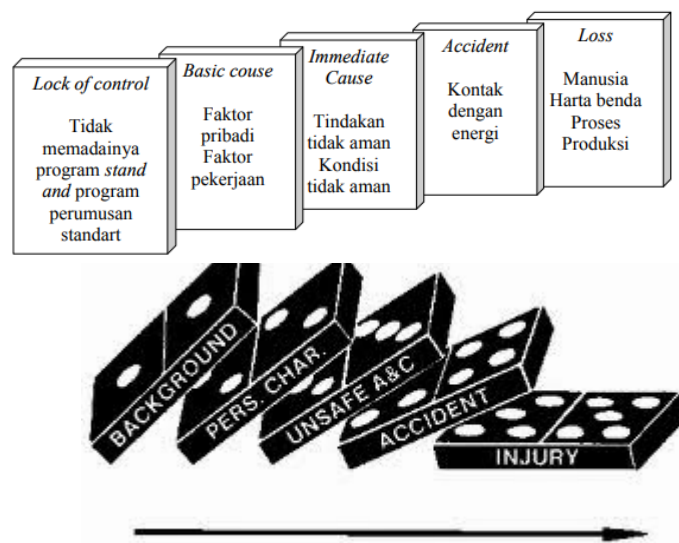 Lock of control
Tidak
memadainya
program stand
and program
perumusan
standart
Basic couse
Faktor
pribadi
Faktor
pekerjaan
Immediate
Cause
Tindakan
tidak aman
Kondisi
tidak aman
Accident
Kontak
dengan
energi
Loss
Manusia
Harta benda
Proses
Produksi
BACKGROUND
PERS. CHAR.
UNSAFE A&C
ACCIDENT
INJURY